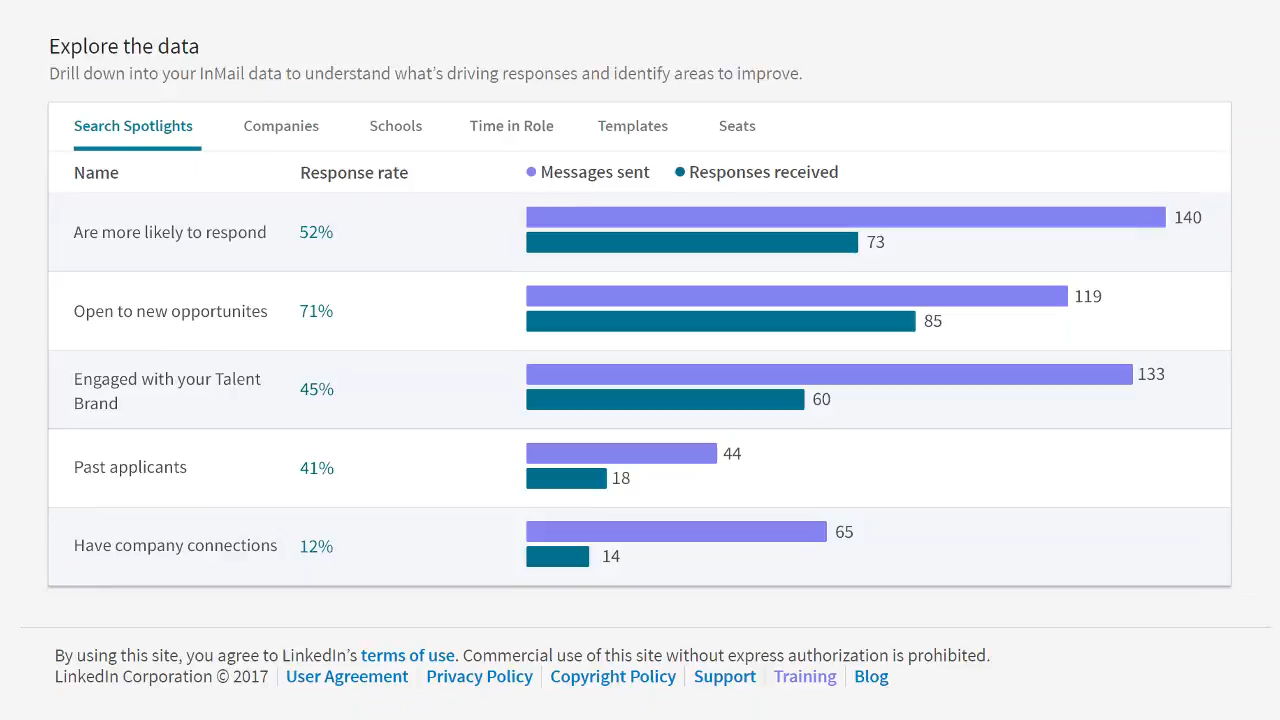 Explore the data
Drill down into your InMail data to understand what's driving responses and identify areas to improve.
Search Spotlights Companies Schools Time in Role Templates Seats
Name Response rate Messages sent Responses received
Are more likely to respond 52% 140
73
Open to new opportunites 71% 119
85
Engaged with your Talent
Brand 45% 133
60
Past applicants 41% 44
18
Have company connections 12% 65
14
By using this site, you agree to LinkedIn's terms of use. Commercial use of this site without express authorization is prohibited.
LinkedIn Corporation © 2017 User Agreement Privacy Policy Copyright Policy Support Training Blog